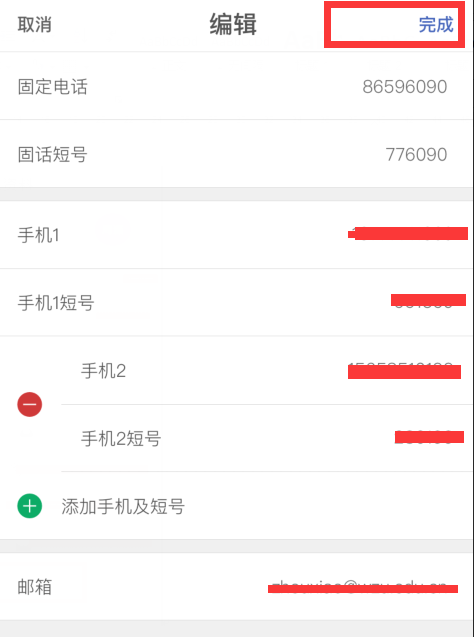 取消 编辑 完成
固定电话 86596090
固话短号 776090
手机1
手机1短号
手机2
手机2短号
添加手机及短号
邮箱